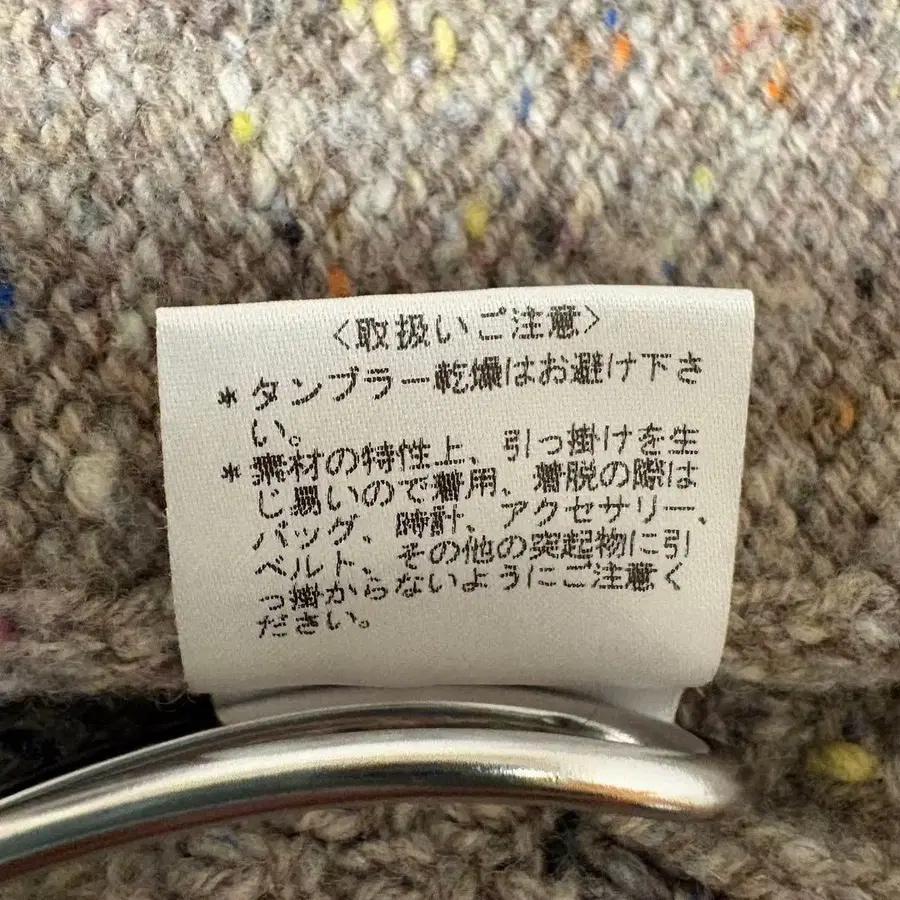 <取扱いご注意>
*タンブラー乾燥はお避け下さ
い。
*素材の特性上、引っ掛けを生
じ易いので着用、着脱の際は
バッグ、時計、アクセサリー、
ベルト、その他の突起物に引
っ掛からないようにご注意く
ださい。